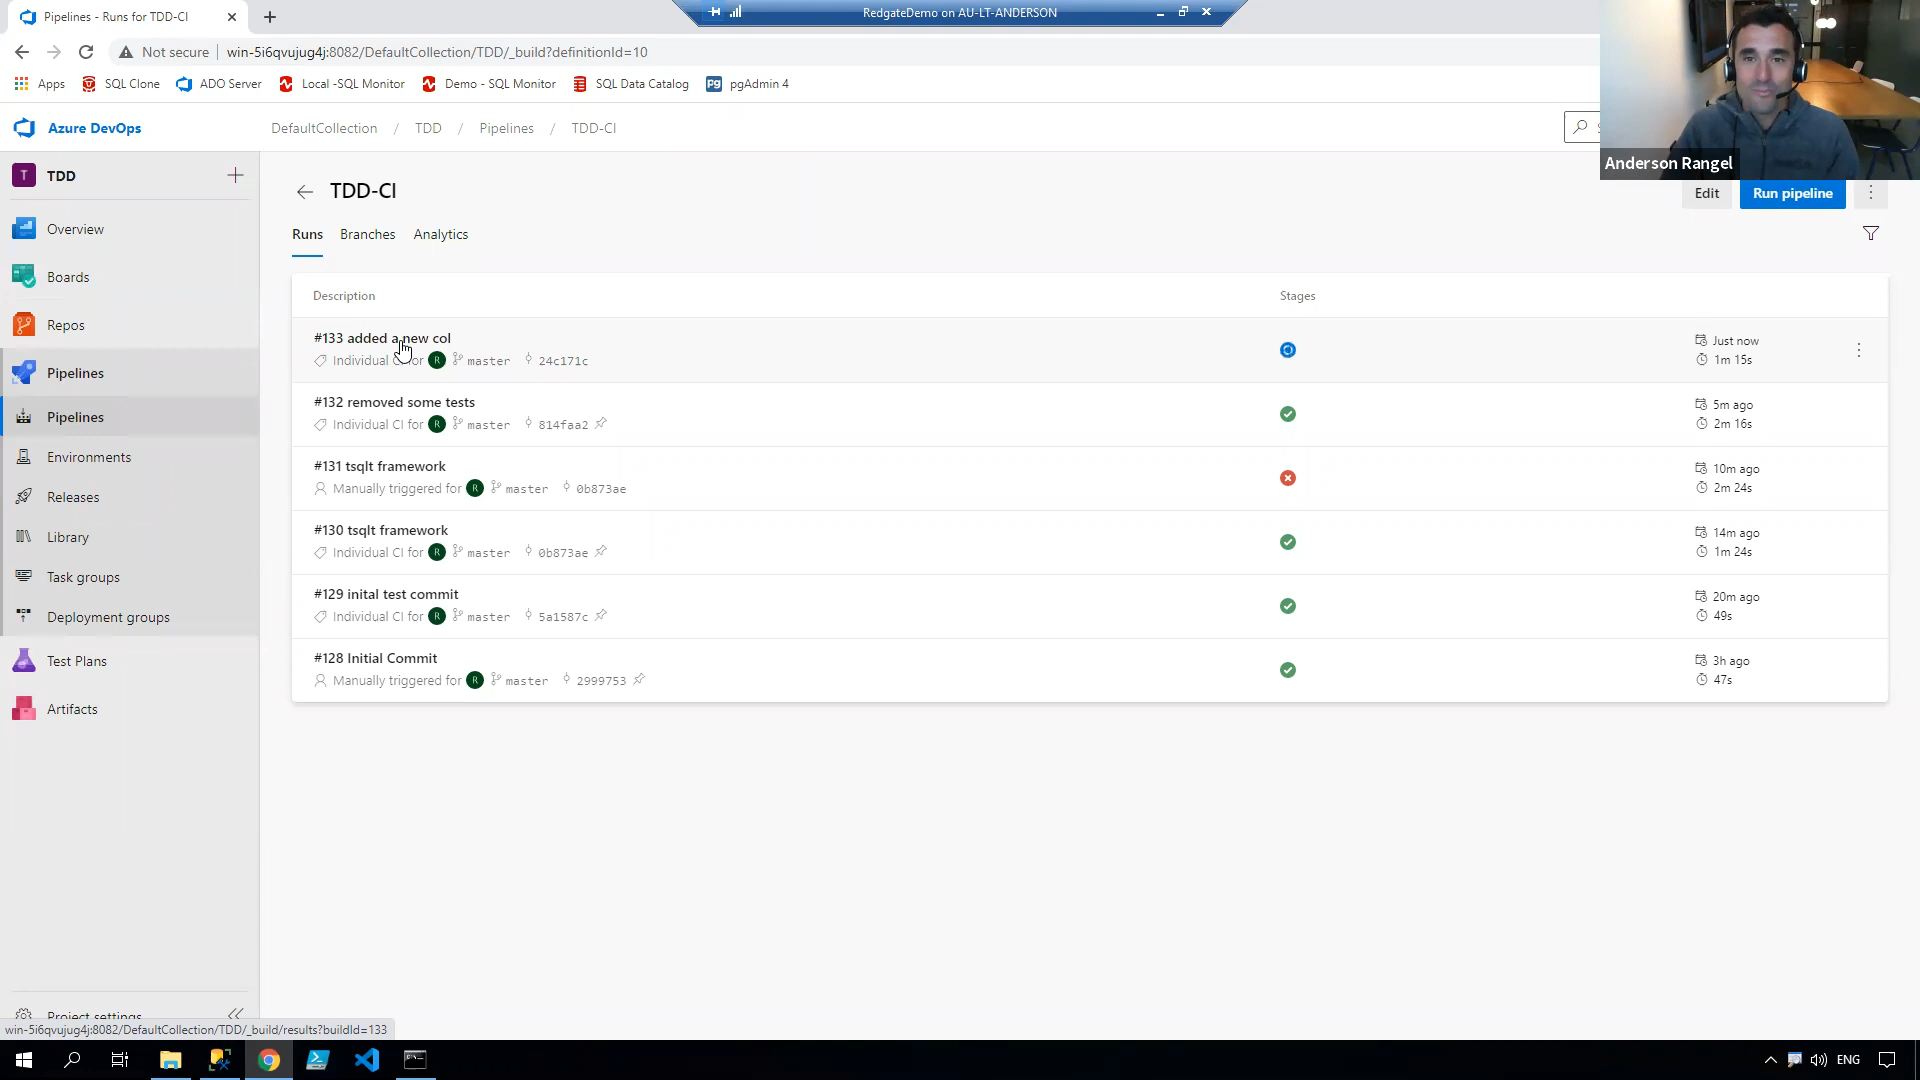 Pipelines - Runs for TDD-CI
RedgateDemo on AU-LT-ANDERSON
Not secure
win-5i6qvujug4j:8082/DefaultCollection/TDD/_build?definitionId=10
Apps
SQL Clone
ADO Server
Local -SQL Monitor
Demo - SQL Monitor
SQL Data Catalog
pg
pgAdmin 4
Azure DevOps
DefaultCollection / TDD / Pipelines / TDD-CI
Anderson Rangel
T
TDD
Overview
Boards
Repos
Pipelines
Pipelines
Environments
Releases
Library
Task groups
Deployment groups
Test Plans
Artifacts
Project settings
TDD-CI
Edit
Run pipeline
Runs
Branches
Analytics
Description
Stages
#133 added a new col
Individual CI for R master 24c171c
Just now
1m 15s
#132 removed some tests
Individual CI for R master 814faa2
5m ago
2m 16s
#131 tsqlt framework
Manually triggered for R master 0b873ae
10m ago
2m 24s
#130 tsqlt framework
Individual CI for R master 0b873ae
14m ago
1m 24s
#129 inital test commit
Individual CI for R master 5a1587c
20m ago
49s
#128 Initial Commit
Manually triggered for R master 2999753
3h ago
47s
win-5i6qvujug4j:8082/DefaultCollection/TDD/_build/results?buildId=133
ENG